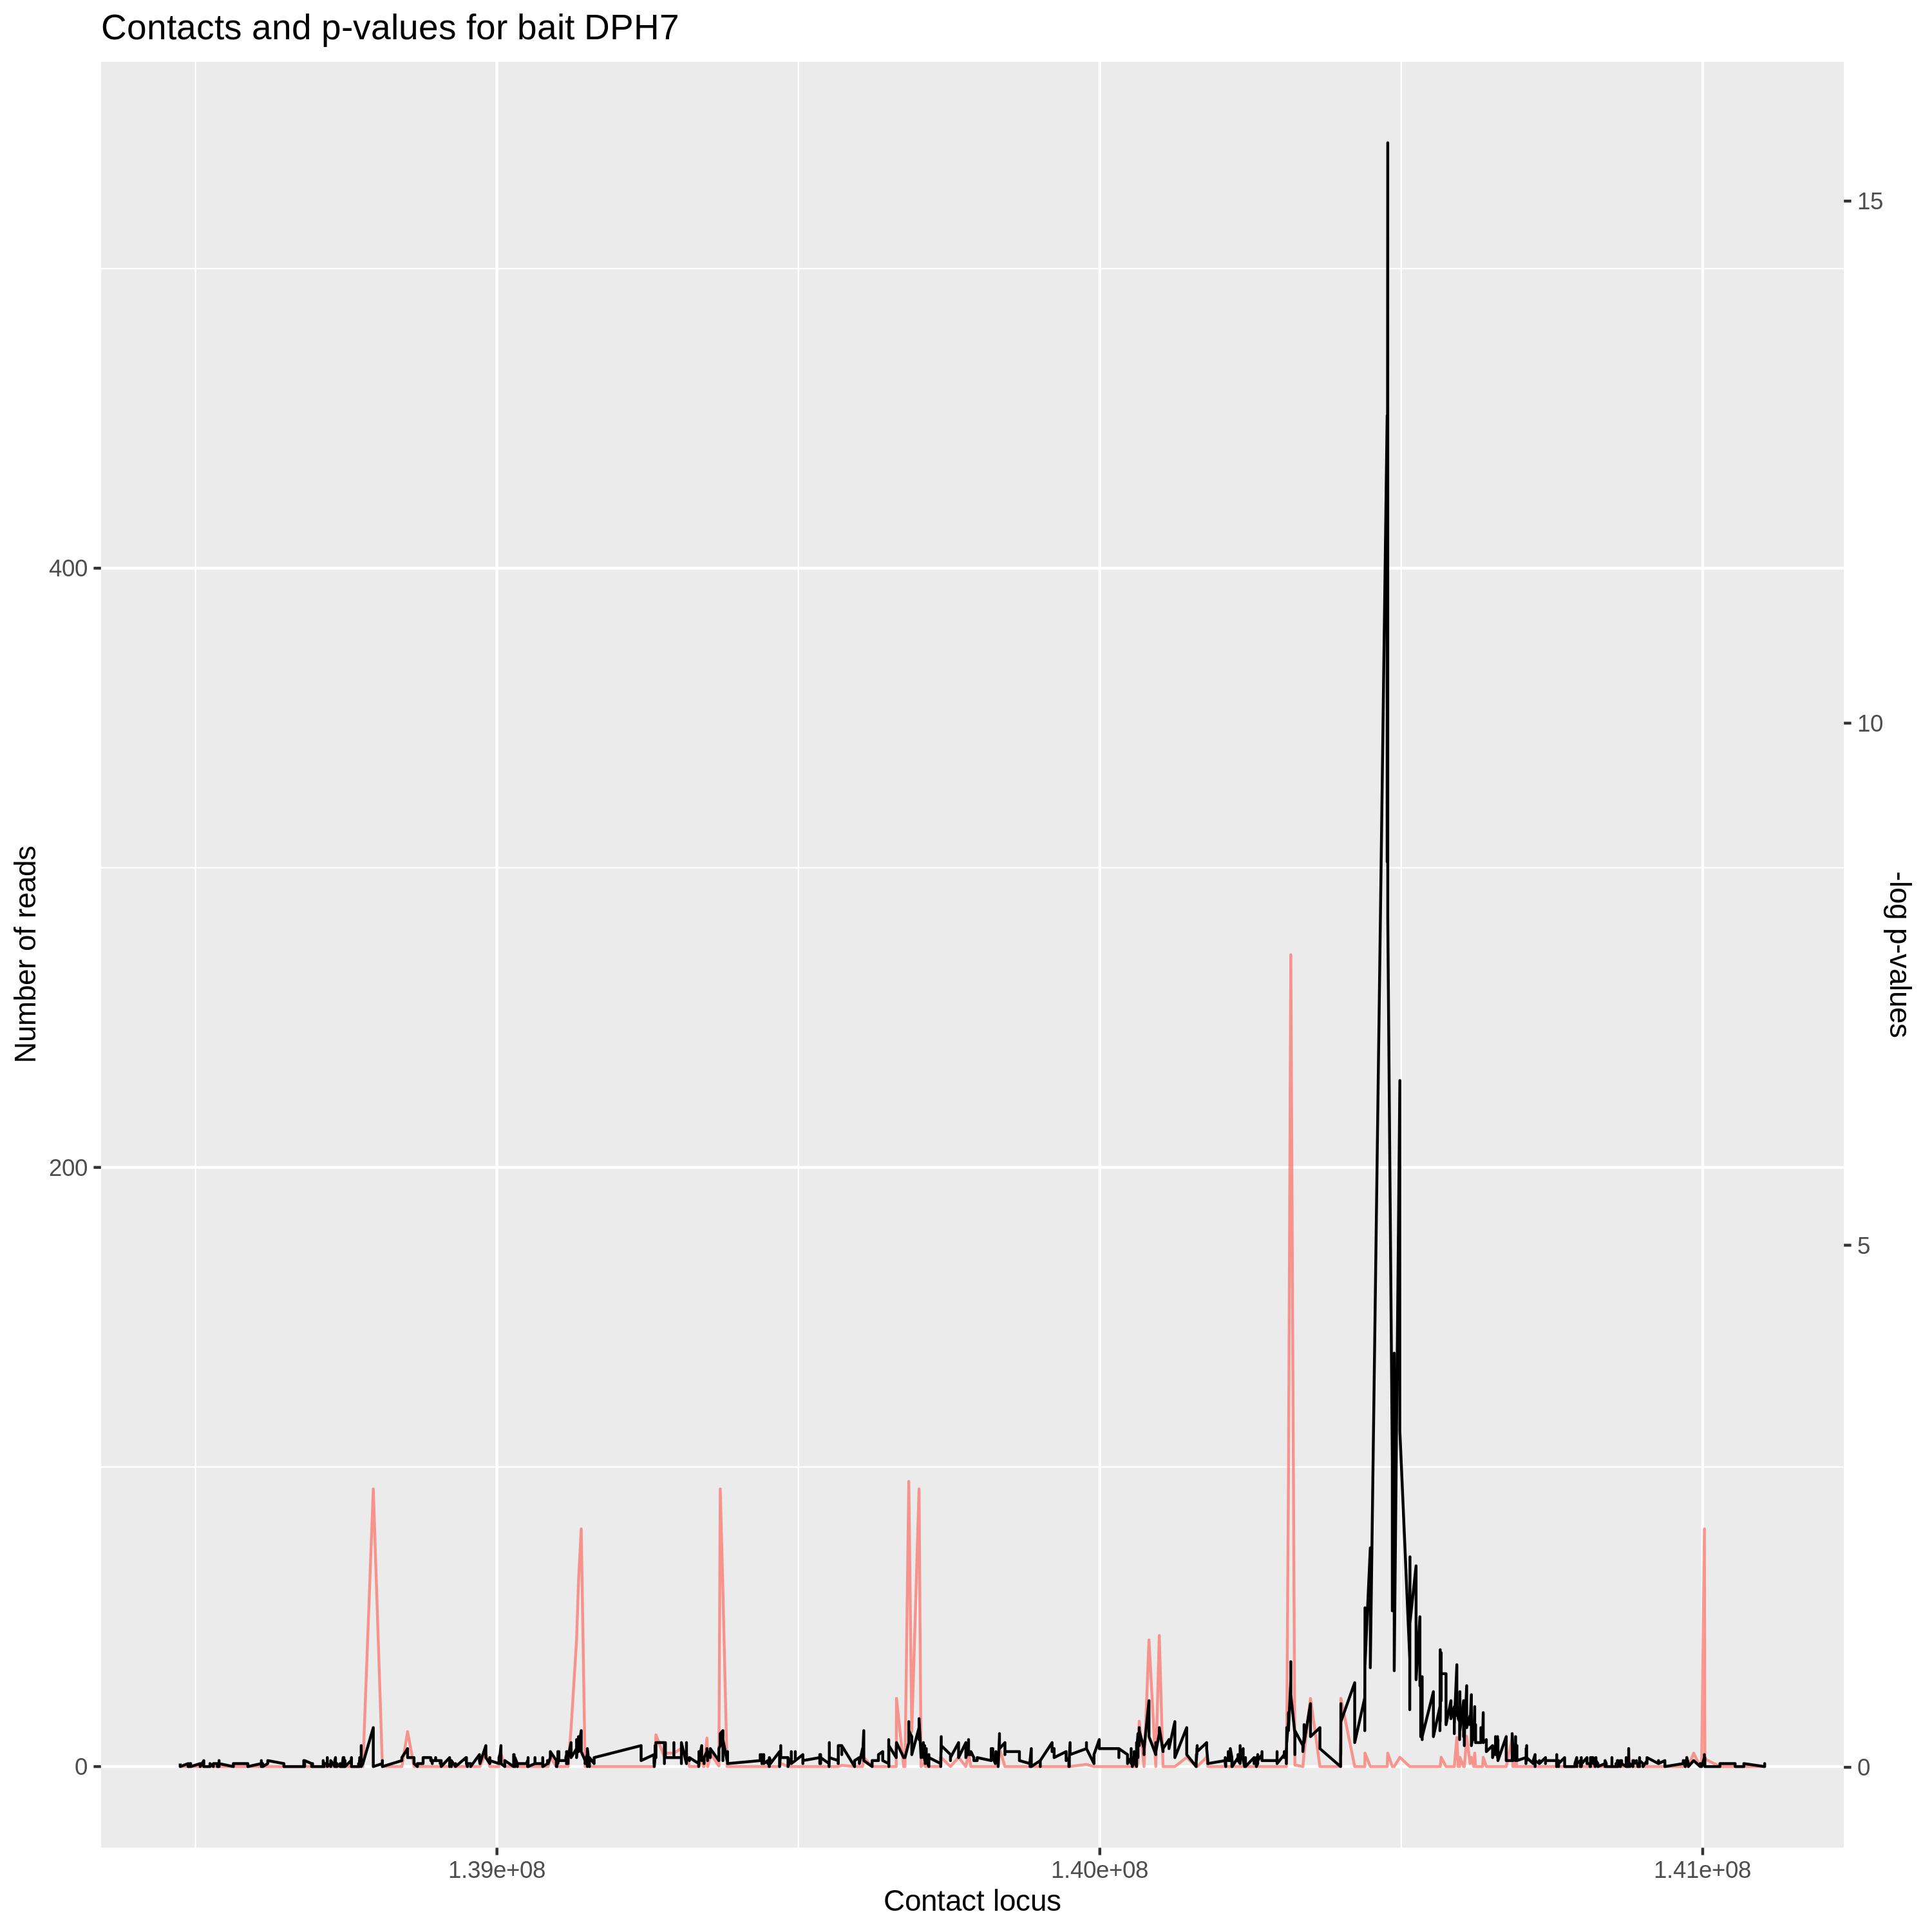 Contacts and p-values for bait DPH7
15
400
10
Number of reads
-log p-values
200
5
0
0
1.39e+08
1.40e+08
1.41e+08
Contact locus